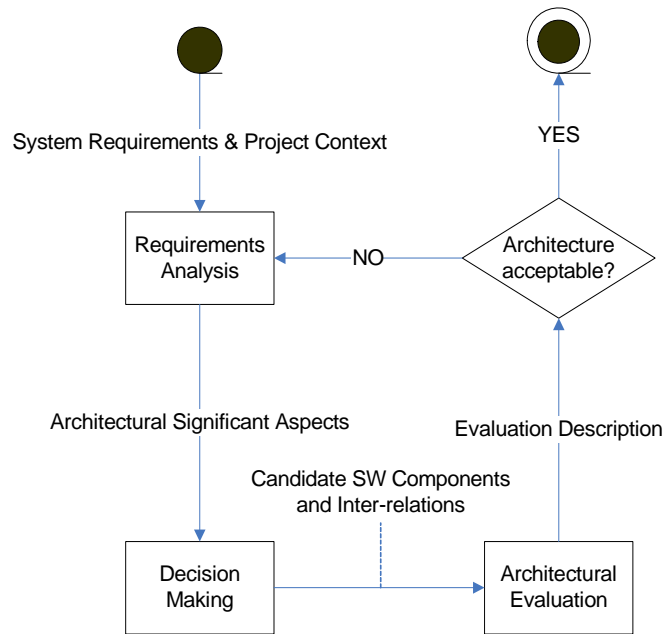 System Requirements & Project Context
YES
Requirements
Analysis
NO
Architecture
acceptable?
Architectural Significant Aspects
Evaluation Description
Candidate SW Components
and Inter-relations
Decision
Making
Architectural
Evaluation